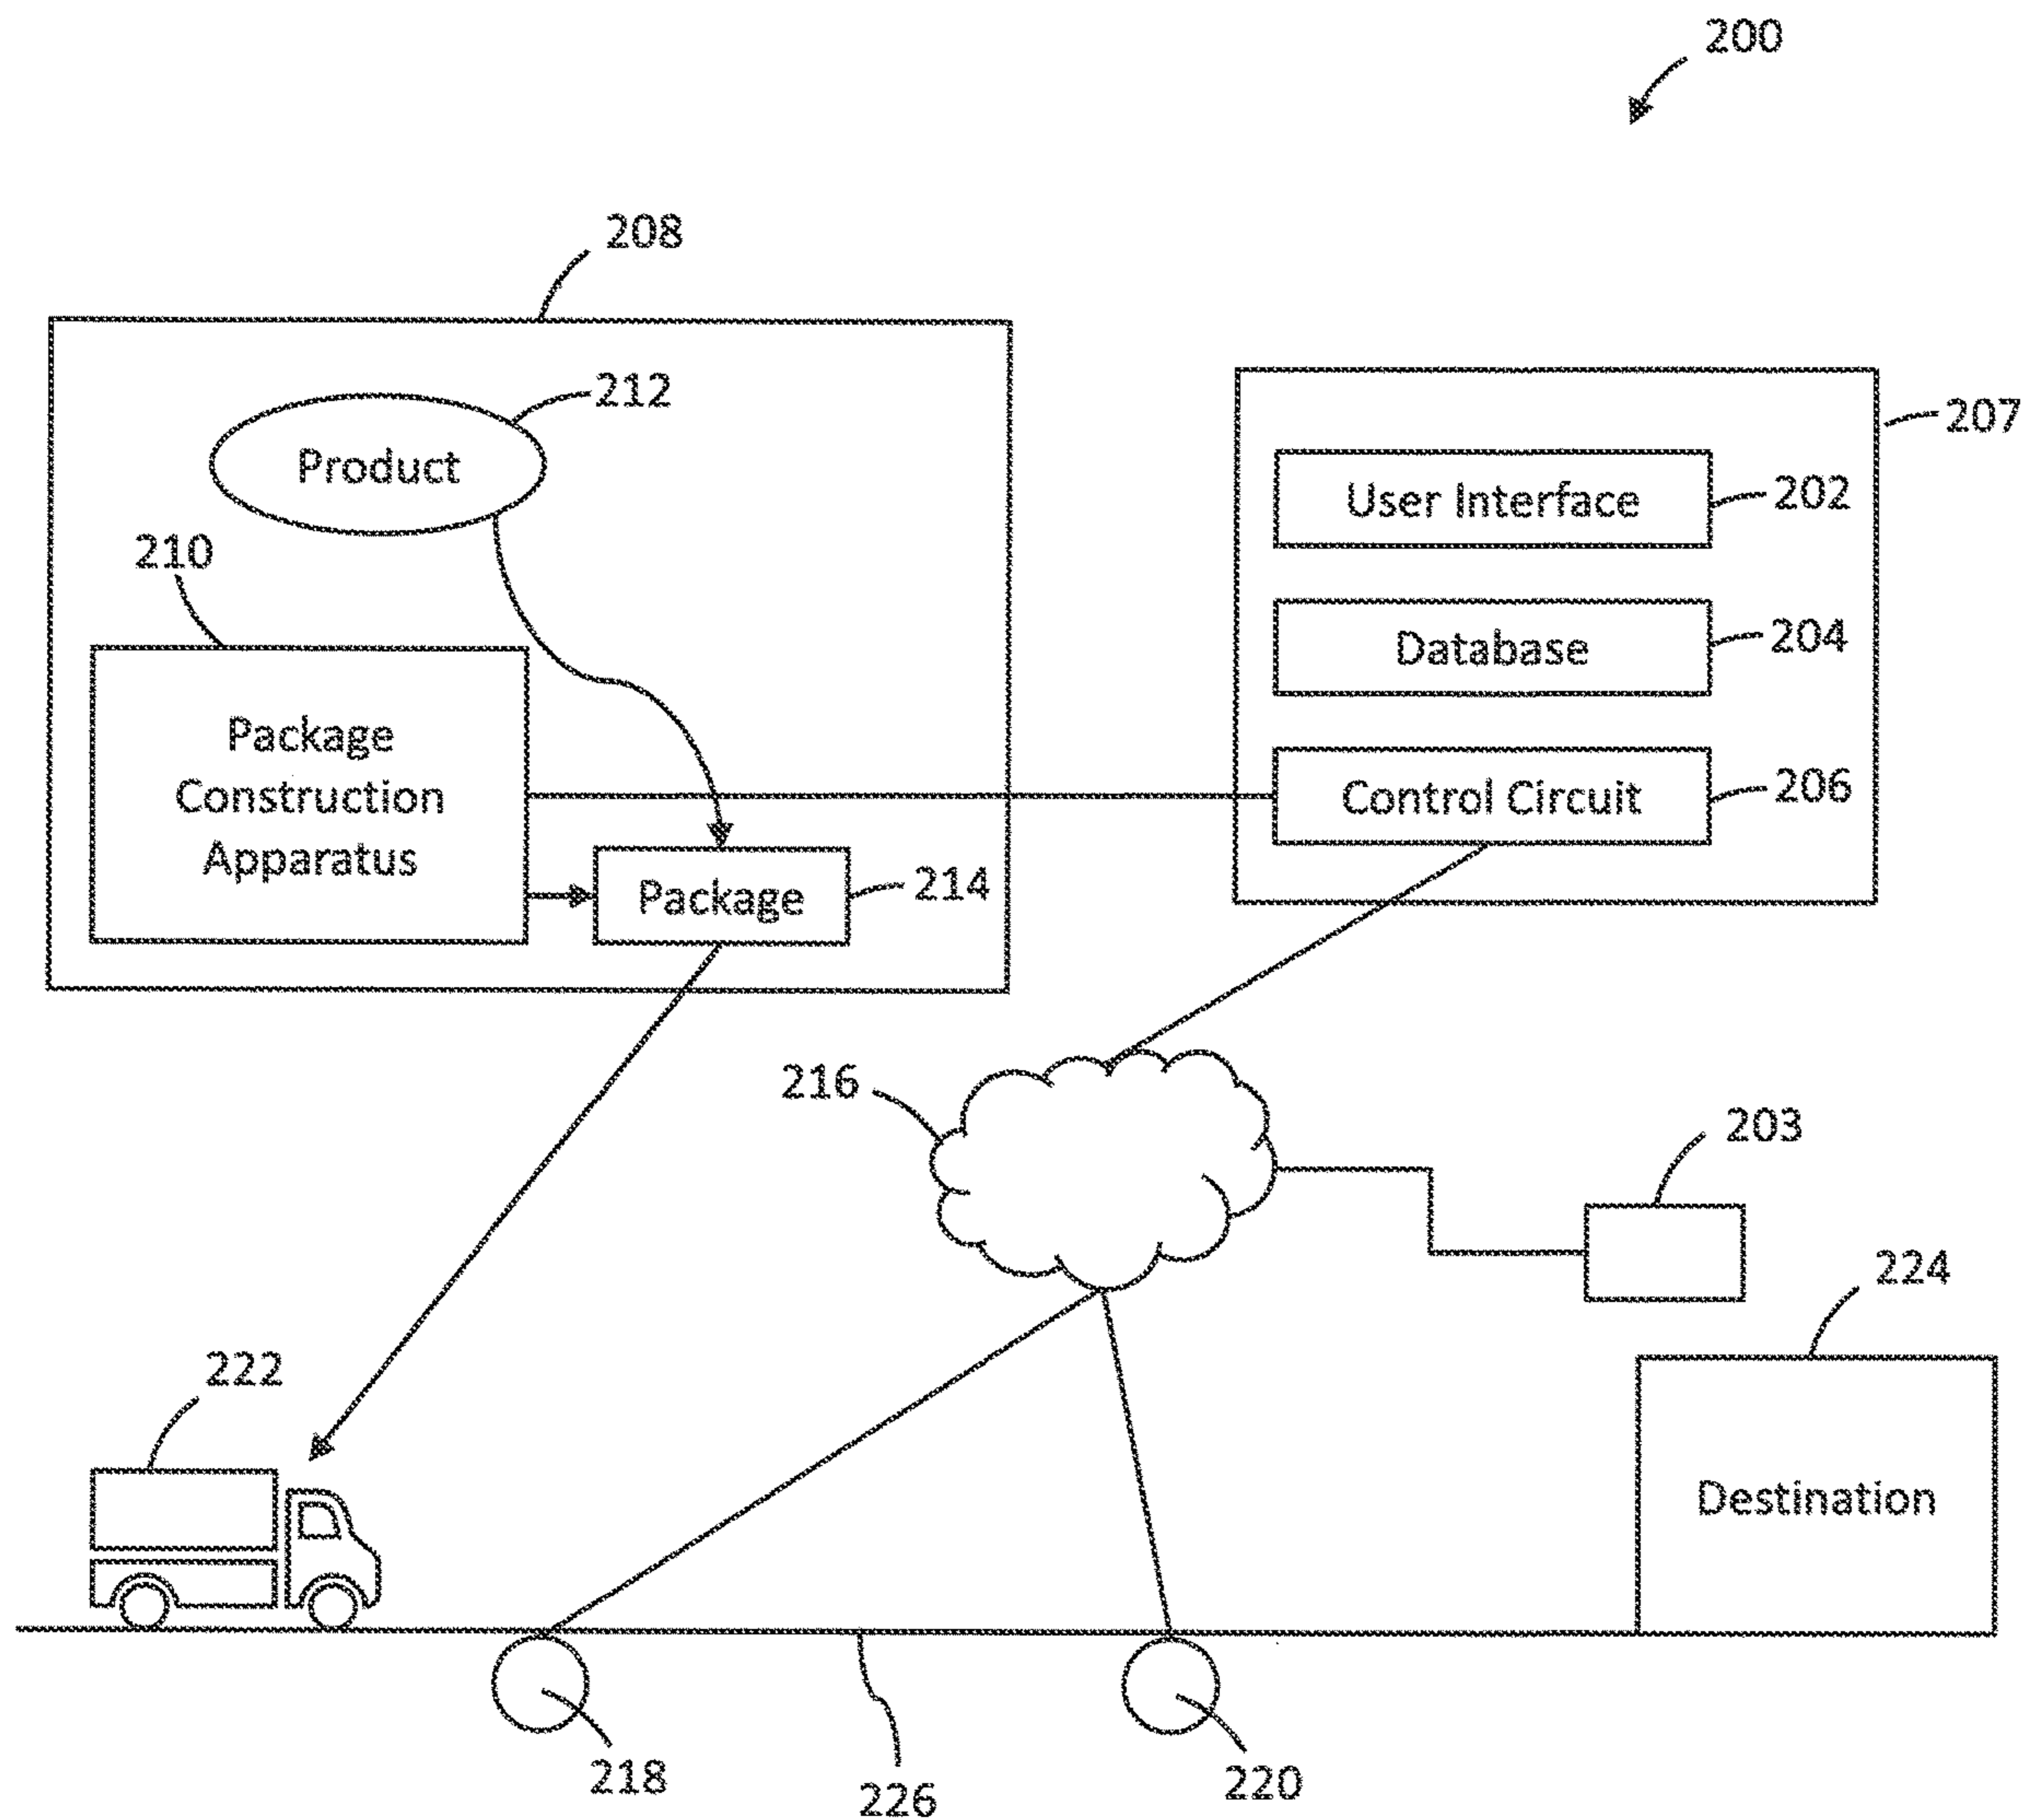 200
208
212
Product
207
User Interface
202
210
Database
204
Package
Construction
Apparatus
Control Circuit
206
Package
214
216
203
224
222
Destination
218
226
220